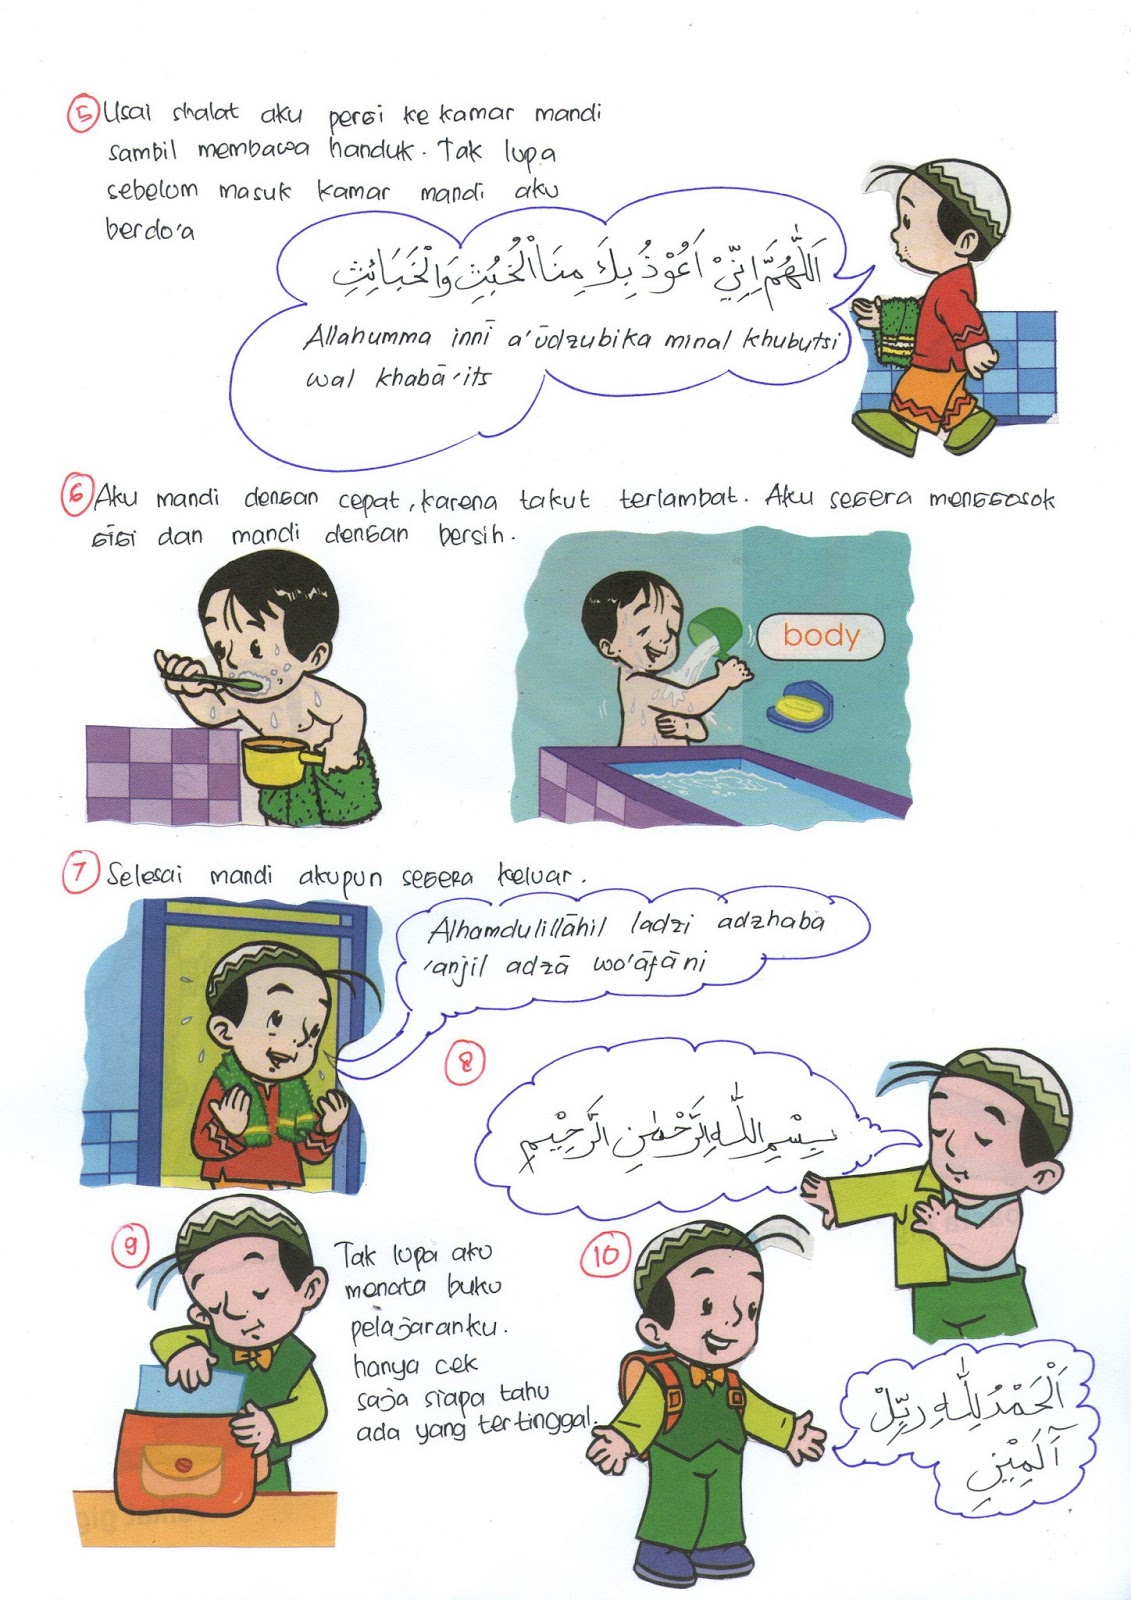 5 Usai shalat aku pergi ke kamar mandi
sambil membawa handuk. Tak lupa
sebelum masuk kamar mandi aku
berdo'a
اَللّٰهُمَّ اِنِّيْ اَعُوْذُ بِكَ مِنَ الْخُبُثِ وَالْخَبَائِثِ
Allahumma innī a'ūdzubika minal khubutsi
wal khabā'its
6 Aku mandi dengan cepat, karena takut terlambat. Aku segera menggosok
gigi dan mandi dengan bersih.
body
7 Selesai mandi akupun segera keluar.
Alhamdulillāhil ladzi adzhaba
'anjil adzā wo'āfāni
8
بِسْمِ اللّٰهِ الرَّحْمٰنِ الرَّحِيْمِ
9
Tak lupa aku
menata buku
pelajaranku.
hanya cek
saja siapa tahu
ada yang tertinggal.
10
اَلْحَمْدُ لِلّٰهِ رَبِّلْ
آلَمِيْنِ